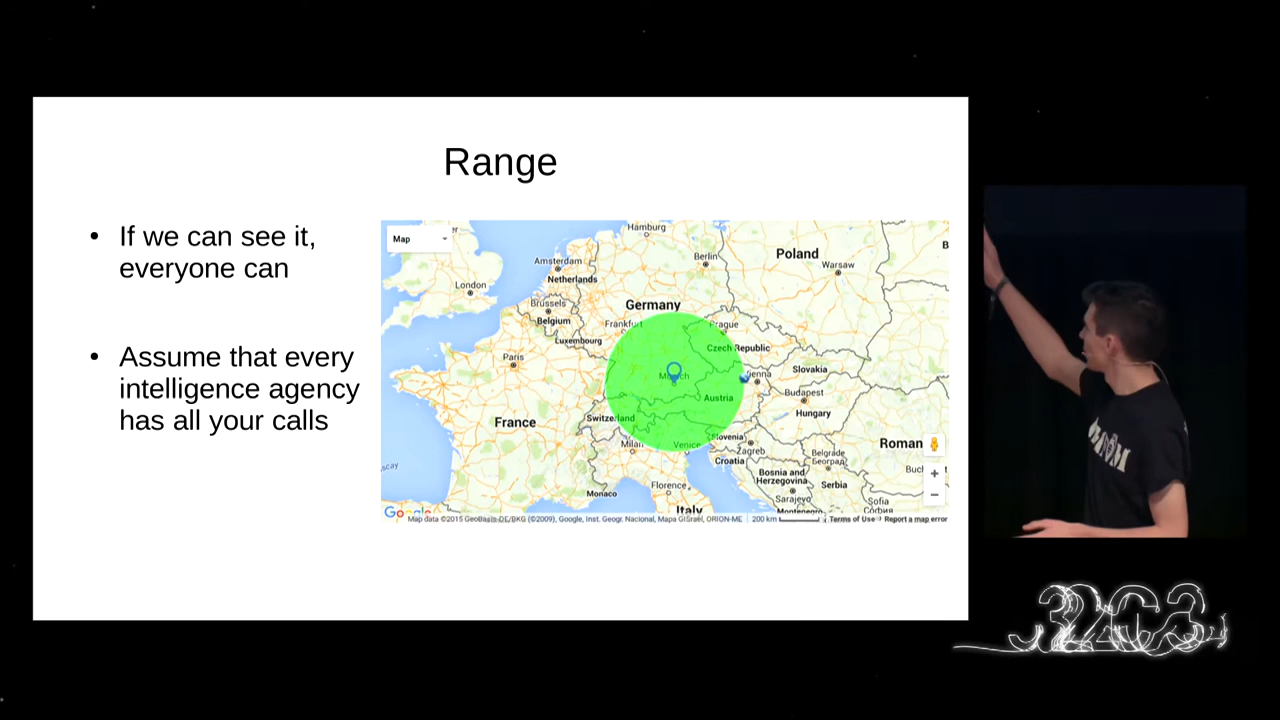 Range
• If we can see it,
everyone can
• Assume that every
intelligence agency
has all your calls
Map
Hamburg
Berlin
Poland
Warsaw
Amsterdam
Netherlands
London
Brussels
Belgium
Germany
Frankfurt
Prague
Luxembourg
Czech Republic
Paris
Munich
Vienna
Slovakia
Budapest
Austria
Hungary
France
Switzerland
Slovenia
Milan
Venice
Zagreb
Croatia
Belgrade
Београд
Roman
Bosnia and
Herzegovina
Serbia
Florence
Monaco
Sarajevo
Sofia
София
Italy
Montenegro
Google
Map data ©2015 GeoBasis-DE/BKG (©2009), Google, Inst. Geogr. Nacional, Mapa GISrael, ORION-ME
200 km
Terms of Use
Report a map error
32C3